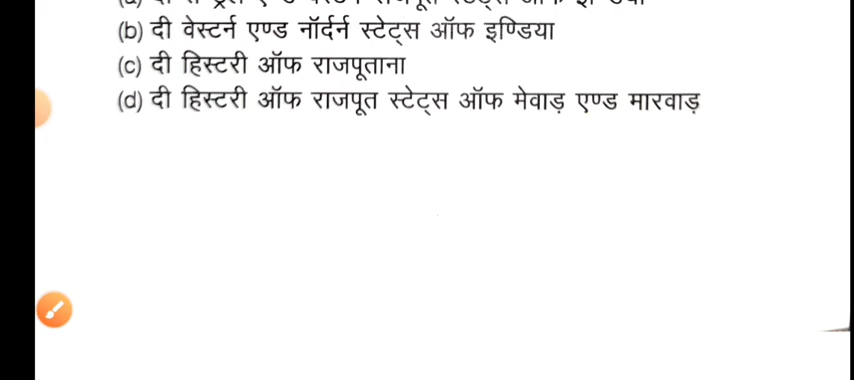 (b) दी वेस्टर्न एण्ड नॉर्दर्न स्टेट्स ऑफ इण्डिया
(c) दी हिस्टरी ऑफ राजपूताना
(d) दी हिस्टरी ऑफ राजपूत स्टेट्स ऑफ मेवाड़ एण्ड मारवाड़